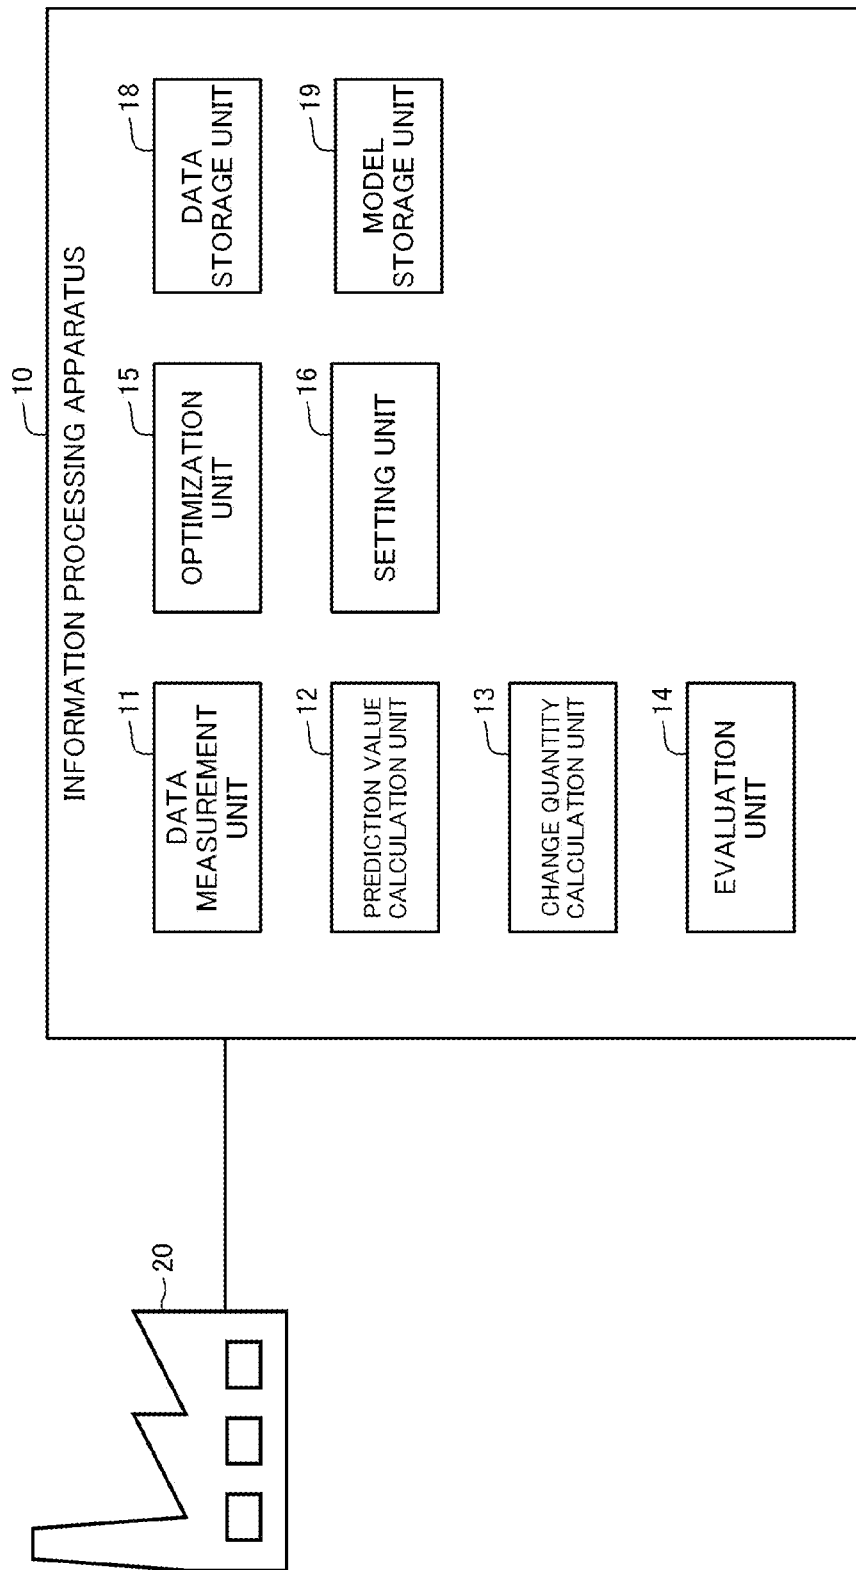 10
INFORMATION PROCESSING APPARATUS
11
DATA
MEASUREMENT
UNIT
12
PREDICTION VALUE
CALCULATION UNIT
13
CHANGE QUANTITY
CALCULATION UNIT
14
EVALUATION
UNIT
15
OPTIMIZATION
UNIT
16
SETTING UNIT
18
DATA
STORAGE UNIT
19
MODEL
STORAGE UNIT
20